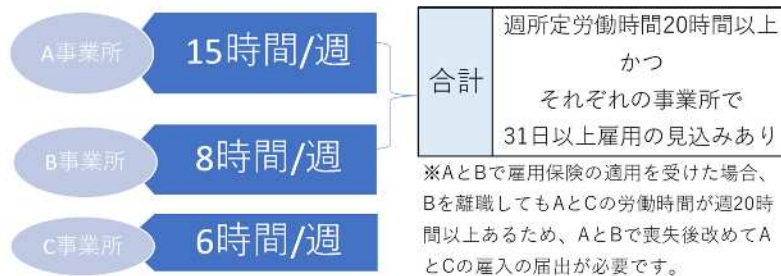 A事業所
15時間/週
B事業所
8時間/週
C事業所
6時間/週
合計
週所定労働時間20時間以上
かつ
それぞれの事業所で
31日以上雇用の見込みあり
※AとBで雇用保険の適用を受けた場合、
Bを離職してもAとCの労働時間が週20時
間以上あるため、AとBで喪失後改めてA
とCの雇入の届出が必要です。